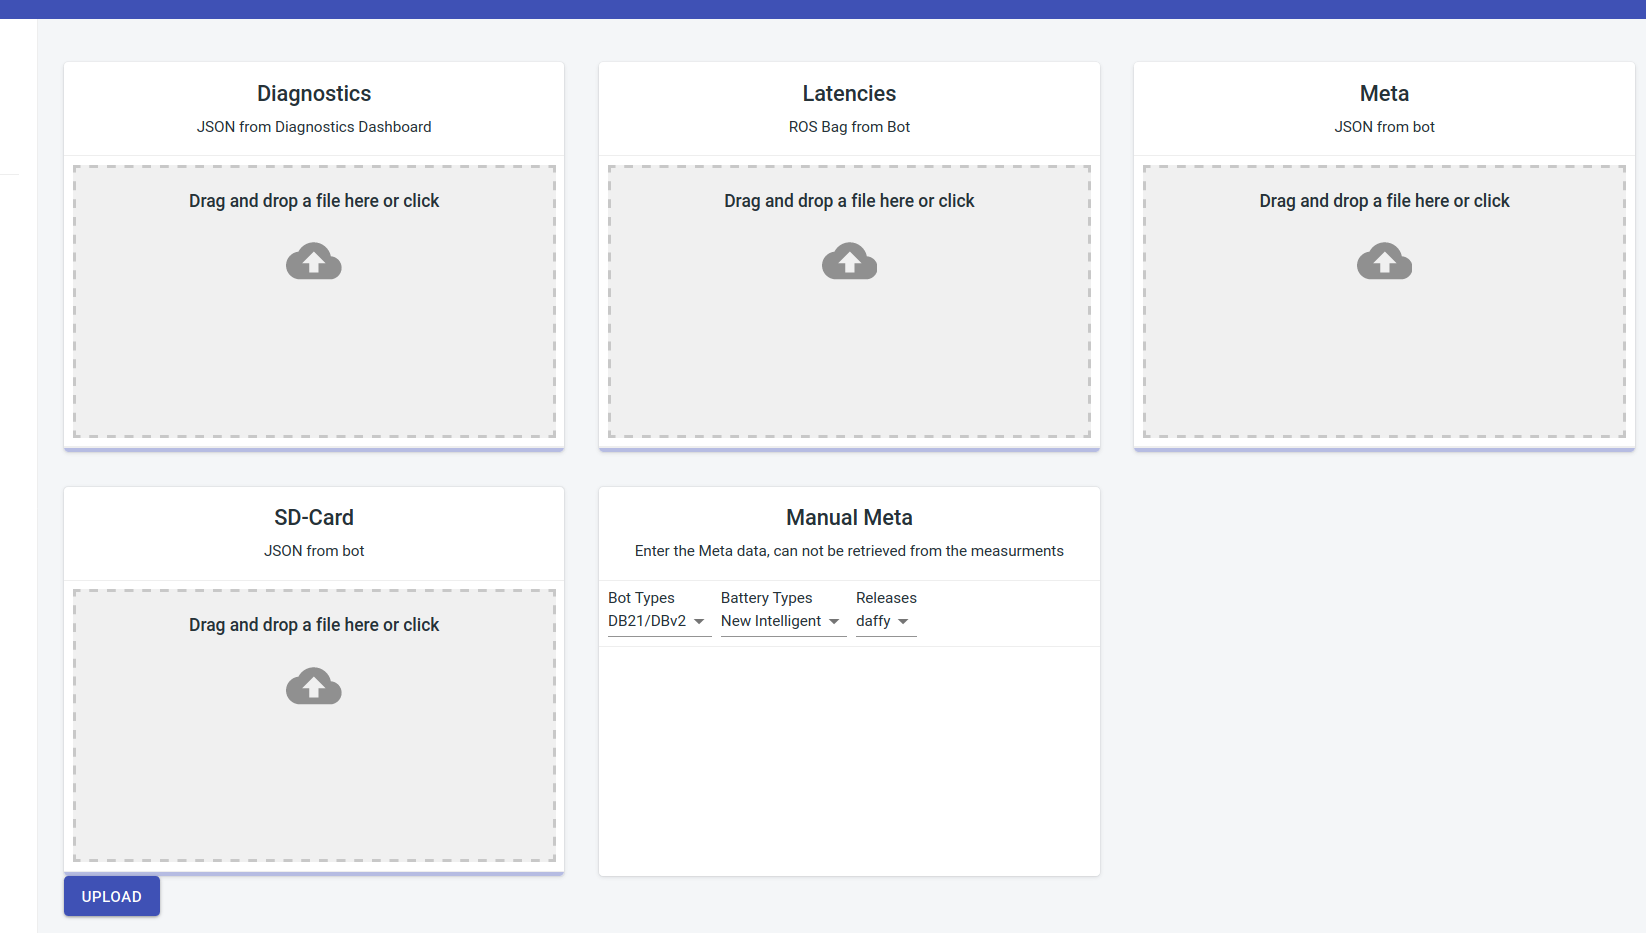 Diagnostics
JSON from Diagnostics Dashboard
Drag and drop a file here or click
Latencies
ROS Bag from Bot
Drag and drop a file here or click
Meta
JSON from bot
Drag and drop a file here or click
SD-Card
JSON from bot
Drag and drop a file here or click
Manual Meta
Enter the Meta data, can not be retrieved from the measurments
Bot Types
DB21/DBv2
Battery Types
New Intelligent
Releases
daffy
UPLOAD